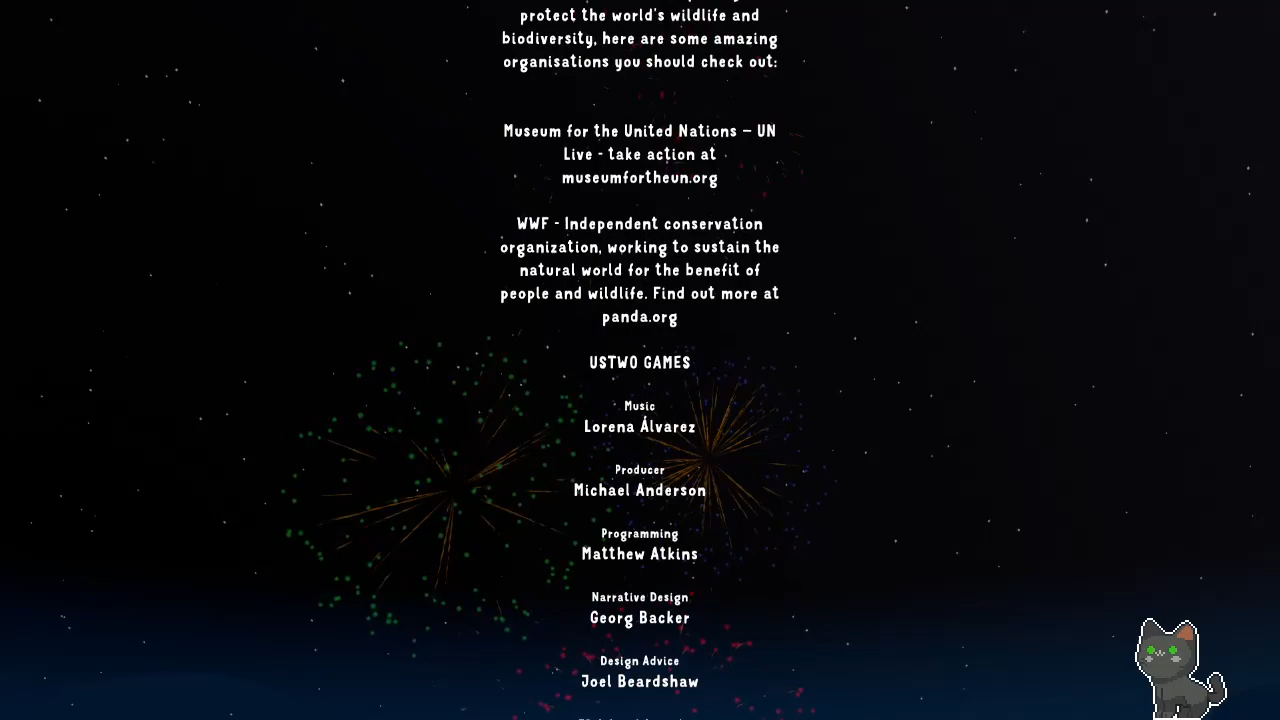 protect the world's wildlife and
biodiversity, here are some amazing
organisations you should check out:
Museum for the United Nations – UN
Live - take action at
museumfortheun.org
WWF - Independent conservation
organization, working to sustain the
natural world for the benefit of
people and wildlife. Find out more at
panda.org
USTWO GAMES
Music
Lorena Álvarez
Producer
Michael Anderson
Programming
Matthew Atkins
Narrative Design
Georg Backer
Design Advice
Joel Beardshaw